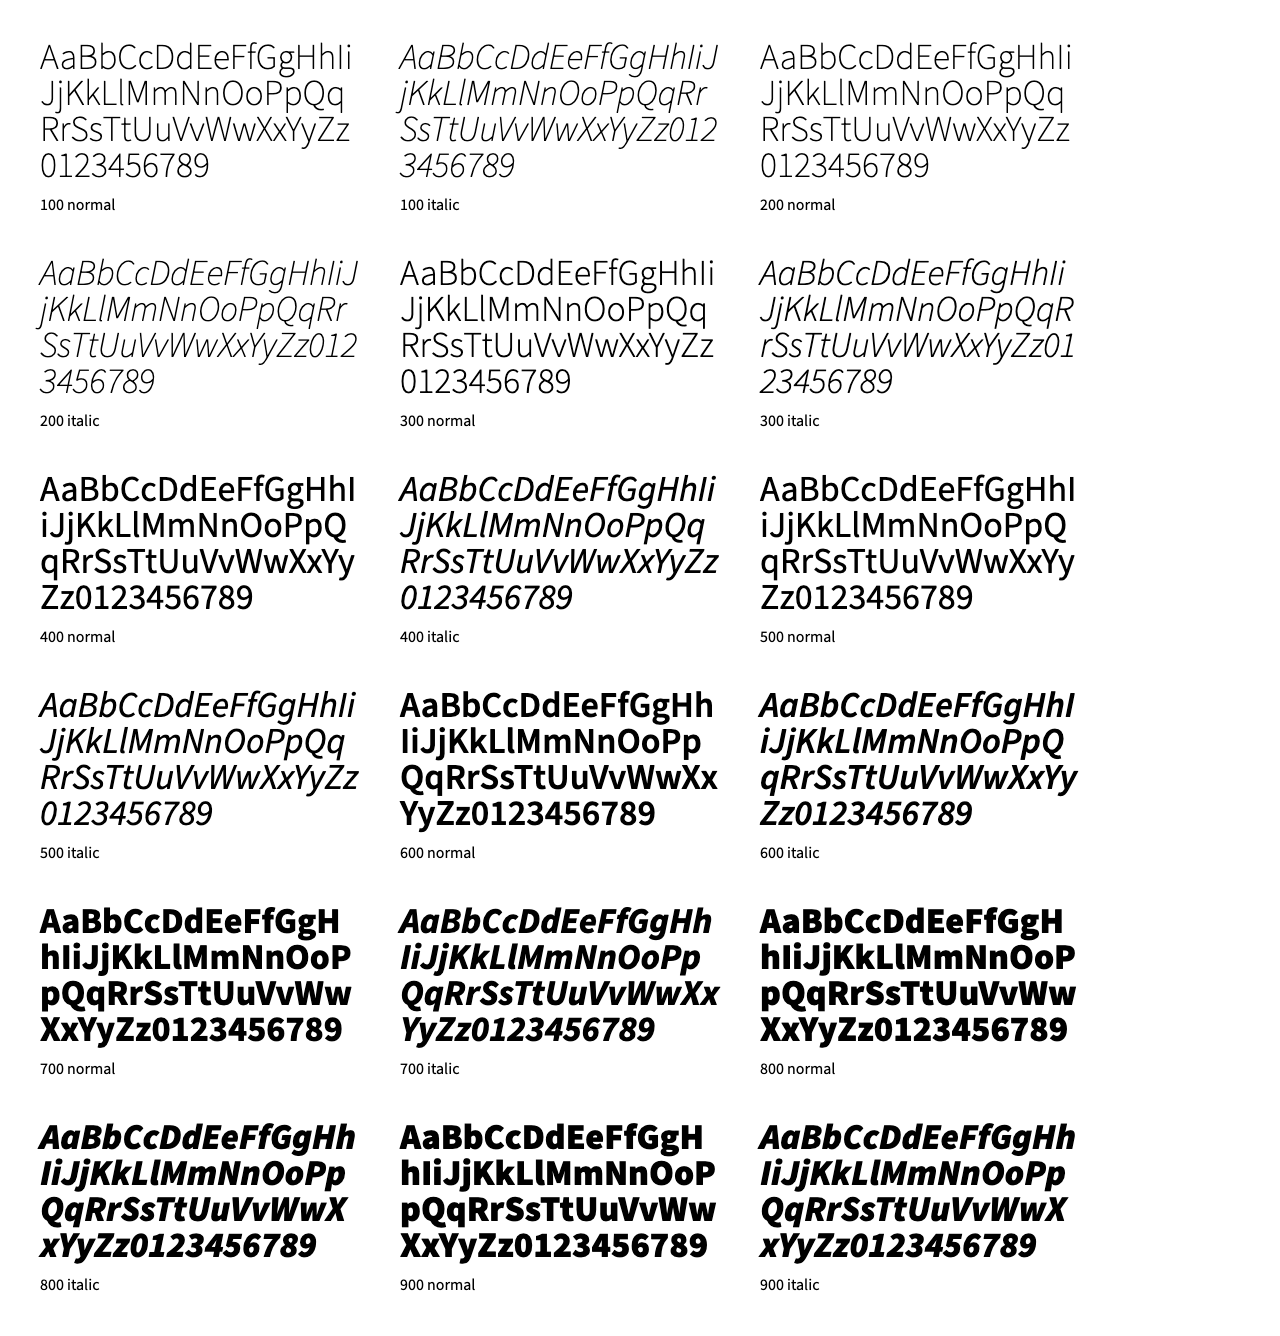 AaBbCcDdEeFfGgHhIi
JjKkLlMmNnOoPpQq
RrSsTtUuVvWwXxYyZz
0123456789
100 normal
AaBbCcDdEeFfGgHhIiJ
jKkLlMmNnOoPpQqRr
SsTtUuVvWwXxYyZz012
3456789
100 italic
AaBbCcDdEeFfGgHhIi
JjKkLlMmNnOoPpQq
RrSsTtUuVvWwXxYyZz
0123456789
200 normal
AaBbCcDdEeFfGgHhIiJ
jKkLlMmNnOoPpQqRr
SsTtUuVvWwXxYyZz012
3456789
200 italic
AaBbCcDdEeFfGgHhIi
JjKkLlMmNnOoPpQq
RrSsTtUuVvWwXxYyZz
0123456789
300 normal
AaBbCcDdEeFfGgHhIi
JjKkLlMmNnOoPpQqR
rSsTtUuVvWwXxYyZz01
23456789
300 italic
AaBbCcDdEeFfGgHhI
iJjKkLlMmNnOoPpQ
qRrSsTtUuVvWwXxYy
Zz0123456789
400 normal
AaBbCcDdEeFfGgHhIi
JjKkLlMmNnOoPpQq
RrSsTtUuVvWwXxYyZz
0123456789
400 italic
AaBbCcDdEeFfGgHhI
iJjKkLlMmNnOoPpQ
qRrSsTtUuVvWwXxYy
Zz0123456789
500 normal
AaBbCcDdEeFfGgHhIi
JjKkLlMmNnOoPpQq
RrSsTtUuVvWwXxYyZz
0123456789
500 italic
AaBbCcDdEeFfGgHh
IiJjKkLlMmNnOoPp
QqRrSsTtUuVvWwXx
YyZz0123456789
600 normal
AaBbCcDdEeFfGgHhI
iJjKkLlMmNnOoPpQ
qRrSsTtUuVvWwXxYy
Zz0123456789
600 italic
AaBbCcDdEeFfGgH
hIiJjKkLlMmNnOoP
pQqRrSsTtUuVvWw
XxYyZz0123456789
700 normal
AaBbCcDdEeFfGgHh
IiJjKkLlMmNnOoPp
QqRrSsTtUuVvWwXx
YyZz0123456789
700 italic
AaBbCcDdEeFfGgH
hIiJjKkLlMmNnOoP
pQqRrSsTtUuVvWw
XxYyZz0123456789
800 normal
AaBbCcDdEeFfGgHh
IiJjKkLlMmNnOoPp
QqRrSsTtUuVvWwX
xYyZz0123456789
800 italic
AaBbCcDdEeFfGgH
hIiJjKkLlMmNnOoP
pQqRrSsTtUuVvWw
XxYyZz0123456789
900 normal
AaBbCcDdEeFfGgHh
IiJjKkLlMmNnOoPp
QqRrSsTtUuVvWwX
xYyZz0123456789
900 italic